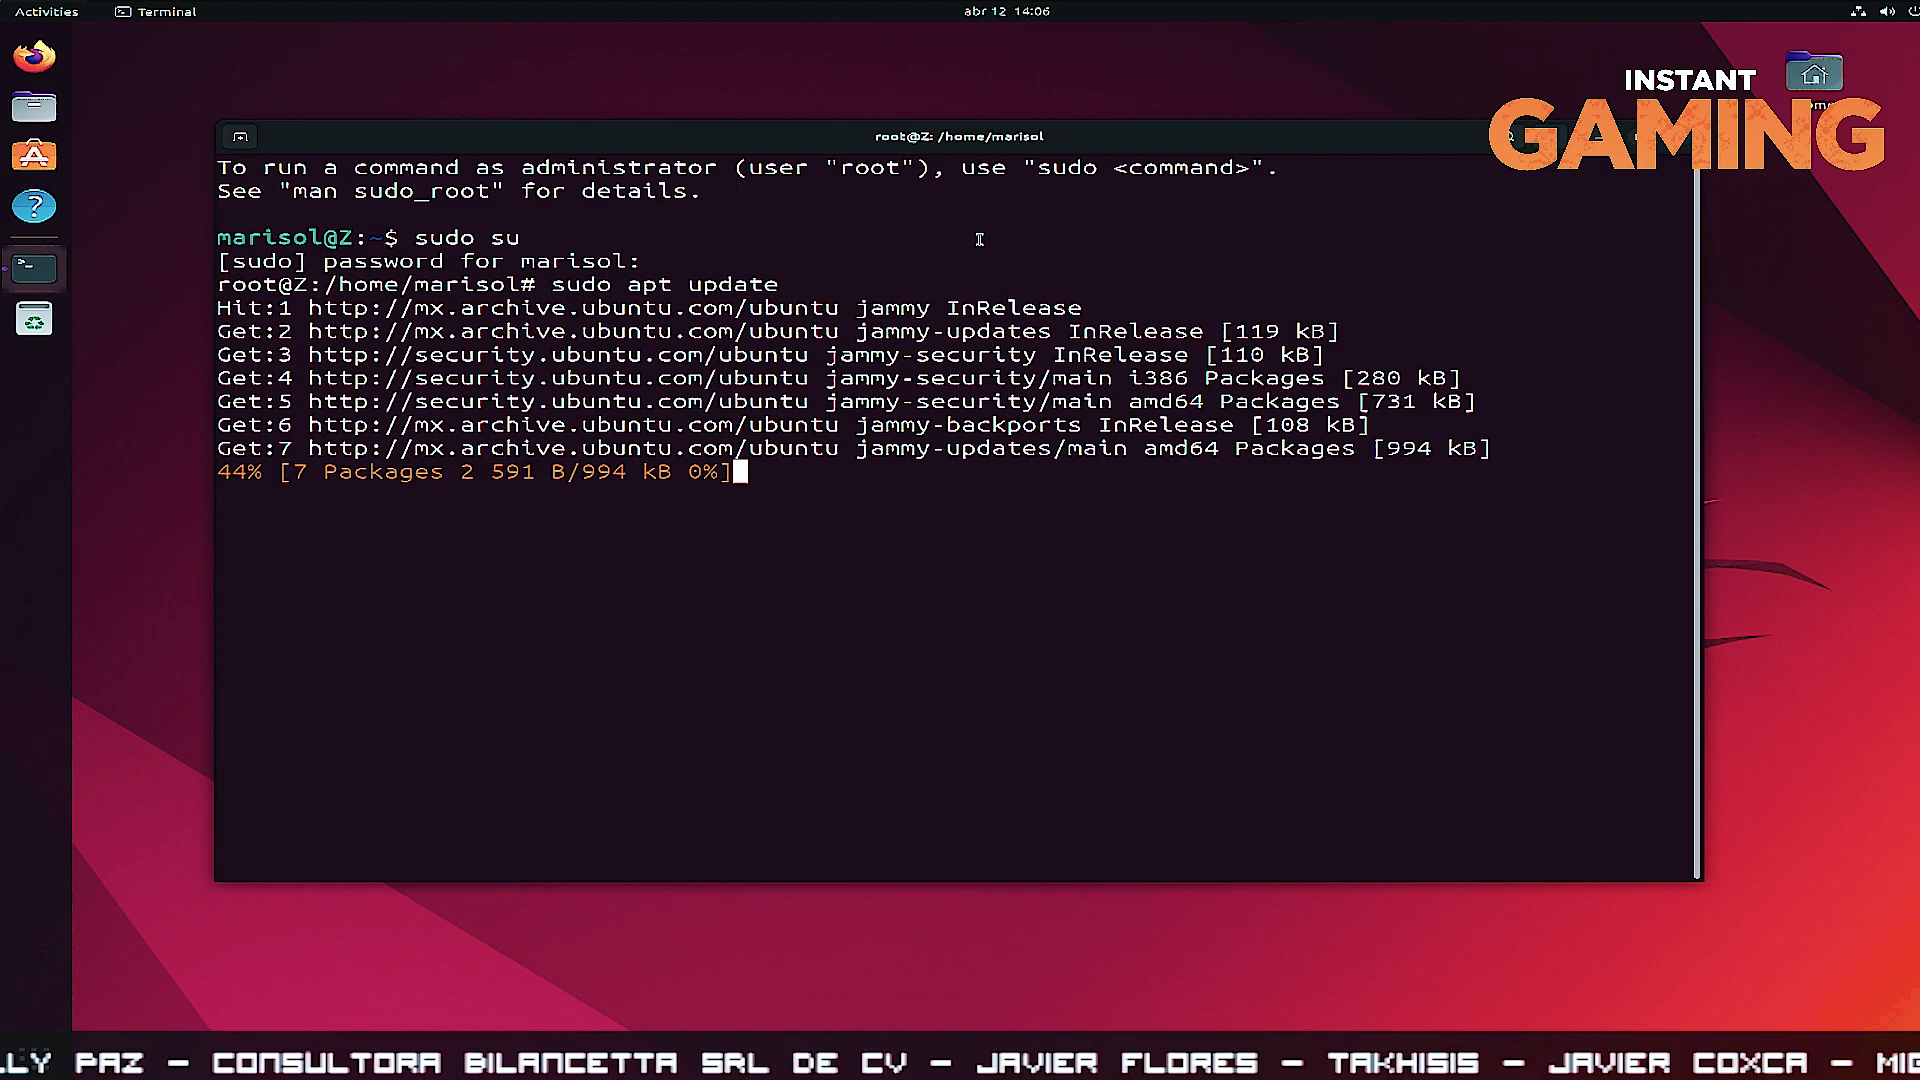 Activities Terminal abr 12 14:06
INSTANT
GAMING
root@Z: /home/marisol
To run a command as administrator (user "root"), use "sudo <command>".
See "man sudo_root" for details.
marisol@Z:~$ sudo su
[sudo] password for marisol:
root@Z:/home/marisol# sudo apt update
Hit:1 http://mx.archive.ubuntu.com/ubuntu jammy InRelease
Get:2 http://mx.archive.ubuntu.com/ubuntu jammy-updates InRelease [119 kB]
Get:3 http://security.ubuntu.com/ubuntu jammy-security InRelease [110 kB]
Get:4 http://security.ubuntu.com/ubuntu jammy-security/main i386 Packages [280 kB]
Get:5 http://security.ubuntu.com/ubuntu jammy-security/main amd64 Packages [731 kB]
Get:6 http://mx.archive.ubuntu.com/ubuntu jammy-backports InRelease [108 kB]
Get:7 http://mx.archive.ubuntu.com/ubuntu jammy-updates/main amd64 Packages [994 kB]
44% [7 Packages 2 591 B/994 kB 0%]
LLY PAZ - CONSULTORA BILANCETTA SRL DE CV - JAVIER FLORES - TAKHISIS - JAVIER COXCA -